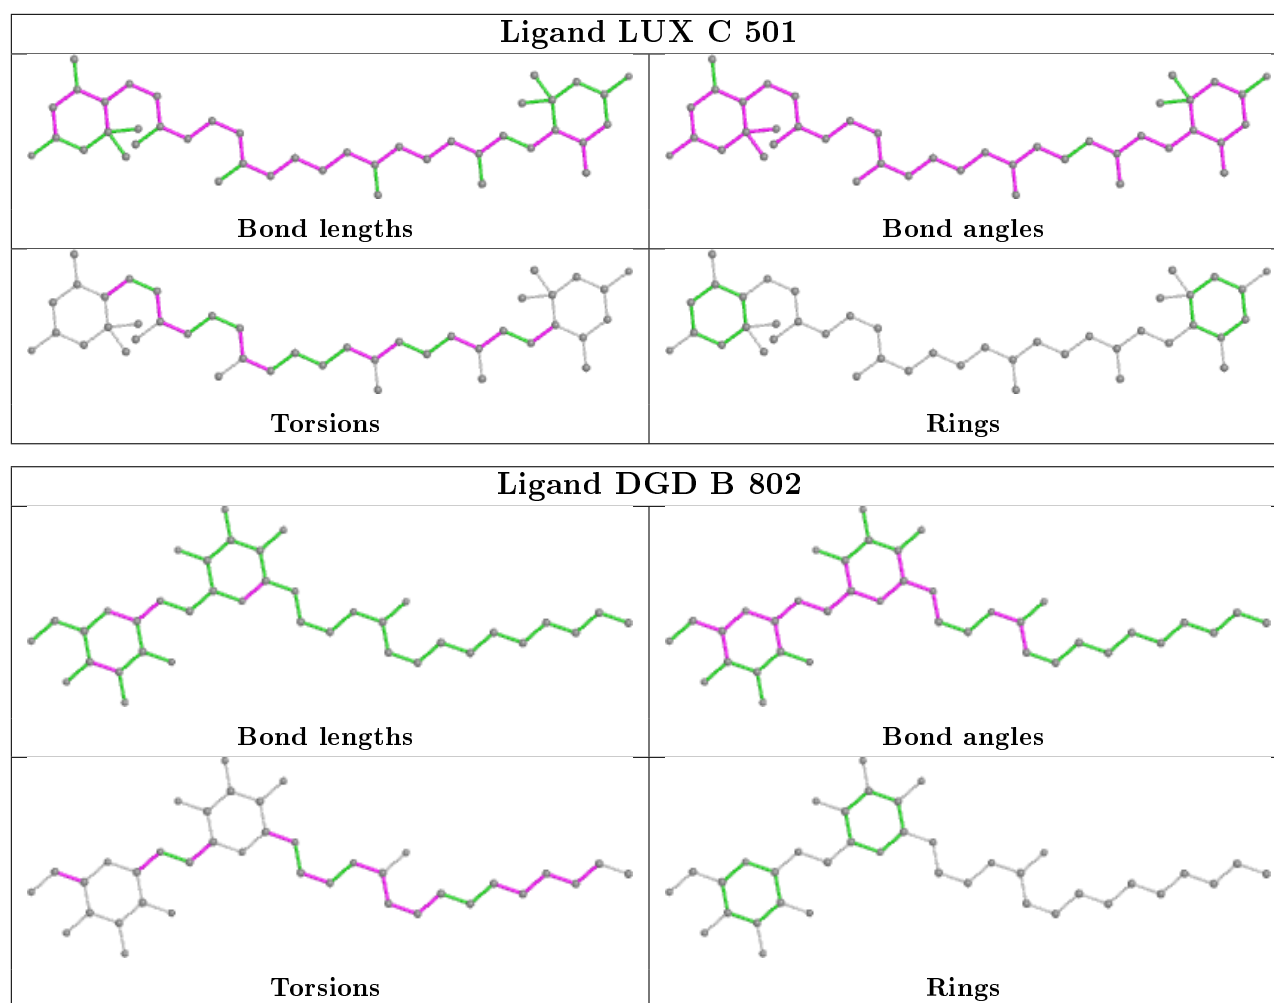 Ligand LUX C 501
Bond lengths
Bond angles
Torsions
Rings
Ligand DGD B 802
Bond lengths
Bond angles
Torsions
Rings